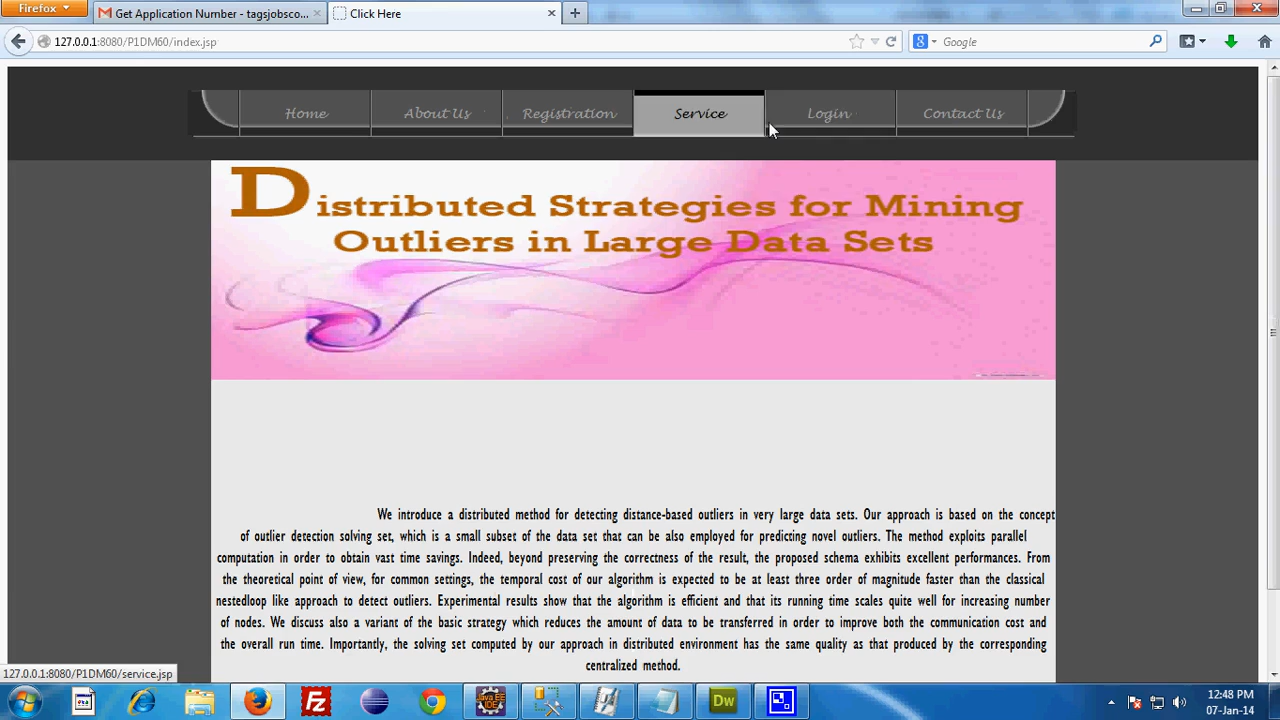 Firefox
Get Application Number - tagsjobsco...
Click Here
127.0.0.1:8080/P1DM60/index.jsp
Google
Home
About Us
Registration
Service
Login
Contact Us
Distributed Strategies for Mining
Outliers in Large Data Sets
We introduce a distributed method for detecting distance-based outliers in very large data sets. Our approach is based on the concept
of outlier detection solving set, which is a small subset of the data set that can be also employed for predicting novel outliers. The method exploits parallel
computation in order to obtain vast time savings. Indeed, beyond preserving the correctness of the result, the proposed schema exhibits excellent performances. From
the theoretical point of view, for common settings, the temporal cost of our algorithm is expected to be at least three order of magnitude faster than the classical
nestedloop like approach to detect outliers. Experimental results show that the algorithm is efficient and that its running time scales quite well for increasing number
of nodes. We discuss also a variant of the basic strategy which reduces the amount of data to be transferred in order to improve both the communication cost and
the overall run time. Importantly, the solving set computed by our approach in distributed environment has the same quality as that produced by the corresponding
centralized method.
127.0.0.1:8080/P1DM60/service.jsp
Java EE
IDE
Dw
12:48 PM
07-Jan-14